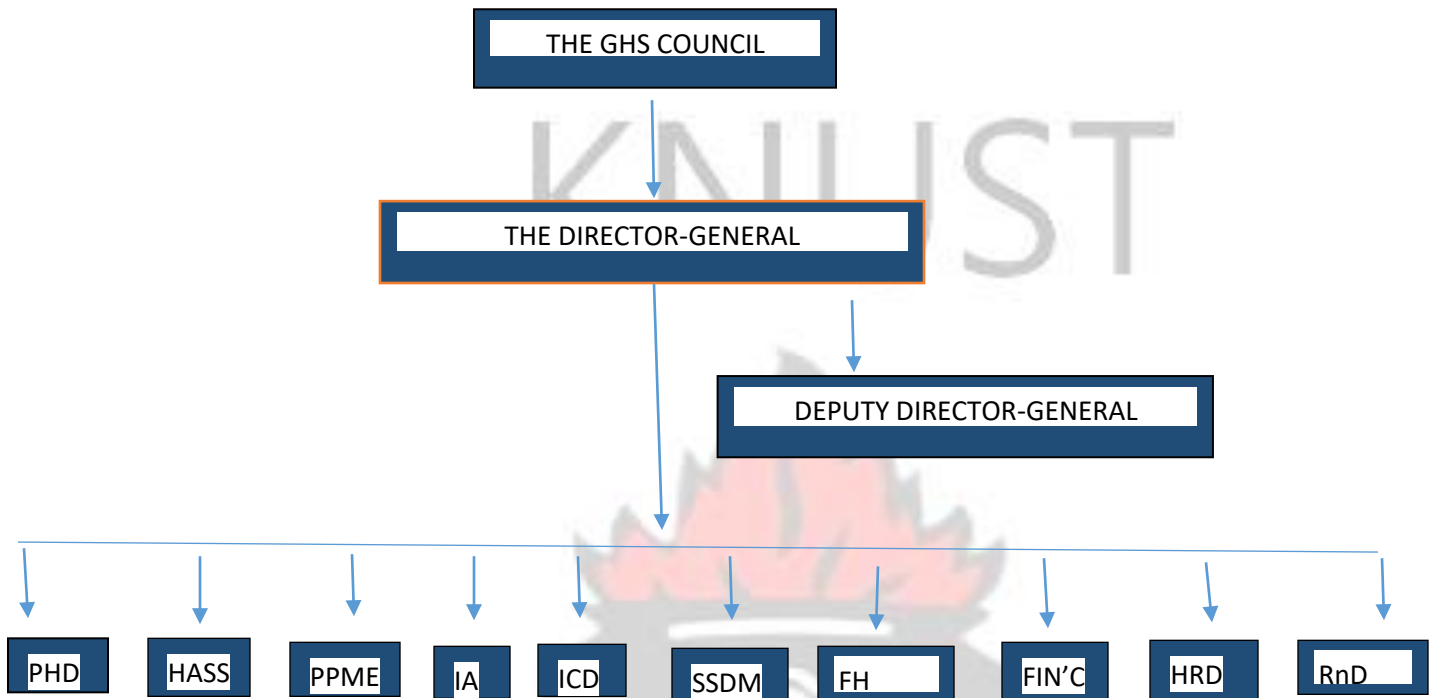 THE GHS COUNCIL
KNUST
THE DIRECTOR-GENERAL
DEPUTY DIRECTOR-GENERAL
PHD
HASS
PPME
IA
ICD
SSDM
FH
FIN’C
HRD
RnD